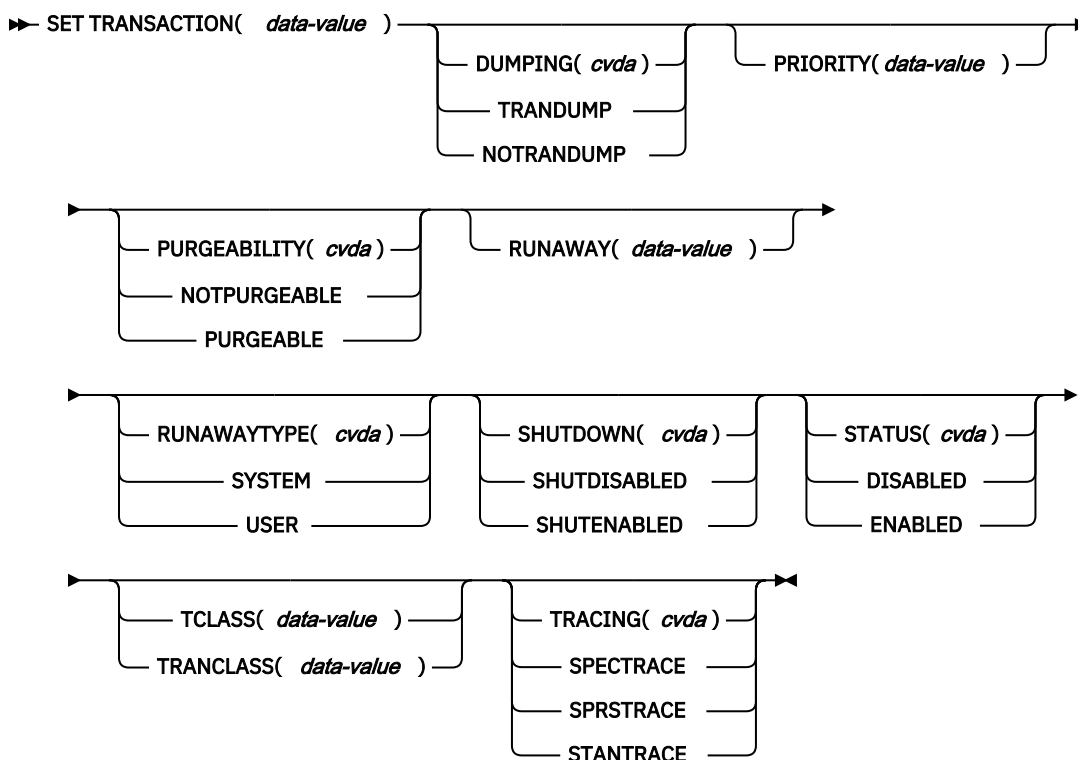 SET TRANSACTION( data-value )
DUMPING( cvda )
TRANDUMP
NOTRANDUMP
PRIORITY( data-value )
PURGEABILITY( cvda )
NOTPURGEABLE
PURGEABLE
RUNAWAY( data-value )
RUNAWAYTYPE( cvda )
SYSTEM
USER
SHUTDOWN( cvda )
SHUTDISABLED
SHUTENABLED
STATUS( cvda )
DISABLED
ENABLED
TCLASS( data-value )
TRANCLASS( data-value )
TRACING( cvda )
SPECTRACE
SPRSTRACE
STANTRACE